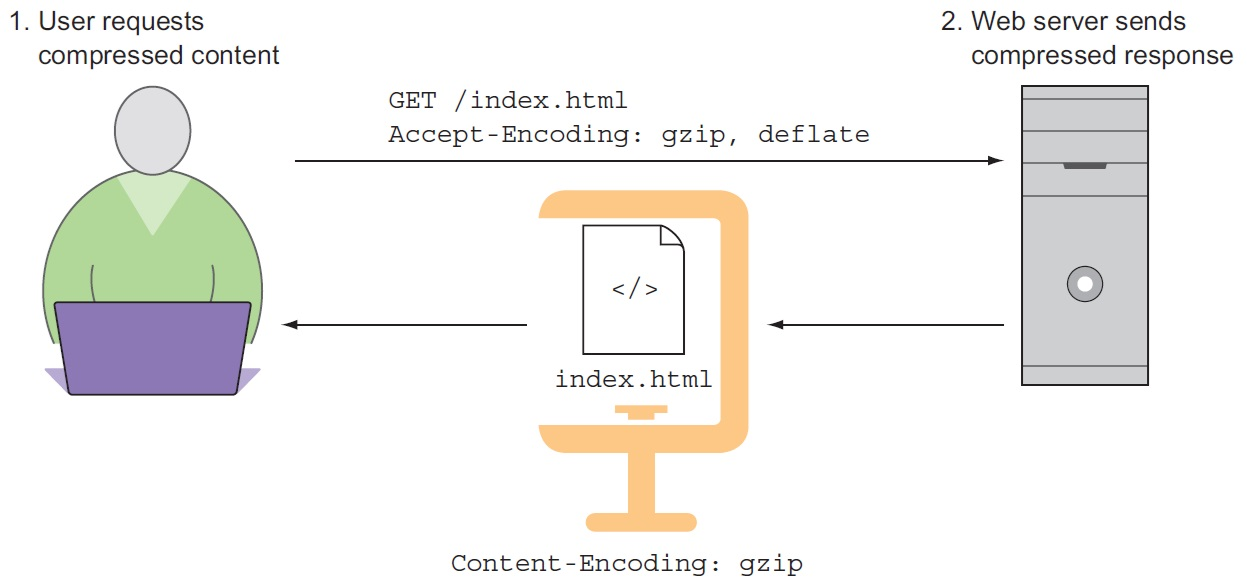 1. User requests
compressed content
2. Web server sends
compressed response
GET /index.html
Accept-Encoding: gzip, deflate
</>
index.html
Content-Encoding: gzip